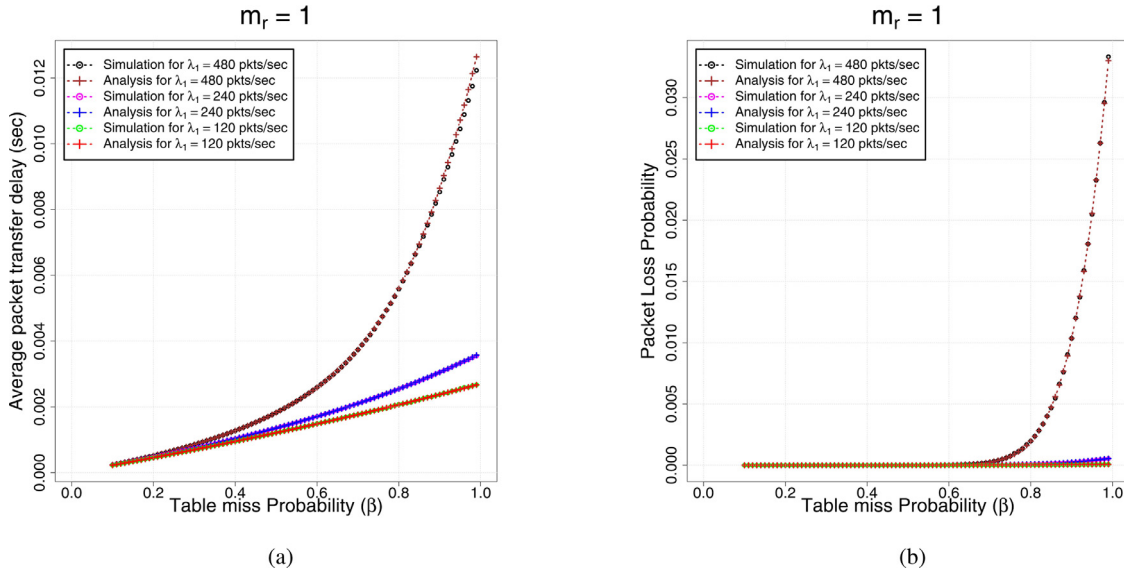 m_r = 1
Average packet transfer delay (sec)
0.012
0.010
0.008
0.006
0.004
0.002
0.000
Simulation for λ₁ = 480 pkts/sec
Analysis for λ₁ = 480 pkts/sec
Simulation for λ₁ = 240 pkts/sec
Analysis for λ₁ = 240 pkts/sec
Simulation for λ₁ = 120 pkts/sec
Analysis for λ₁ = 120 pkts/sec
0.0 0.2 0.4 0.6 0.8 1.0
Table miss Probability (β)
(a)
m_r = 1
Packet Loss Probability
0.030
0.025
0.020
0.015
0.010
0.005
0.000
Simulation for λ₁ = 480 pkts/sec
Analysis for λ₁ = 480 pkts/sec
Simulation for λ₁ = 240 pkts/sec
Analysis for λ₁ = 240 pkts/sec
Simulation for λ₁ = 120 pkts/sec
Analysis for λ₁ = 120 pkts/sec
0.0 0.2 0.4 0.6 0.8 1.0
Table miss Probability (β)
(b)